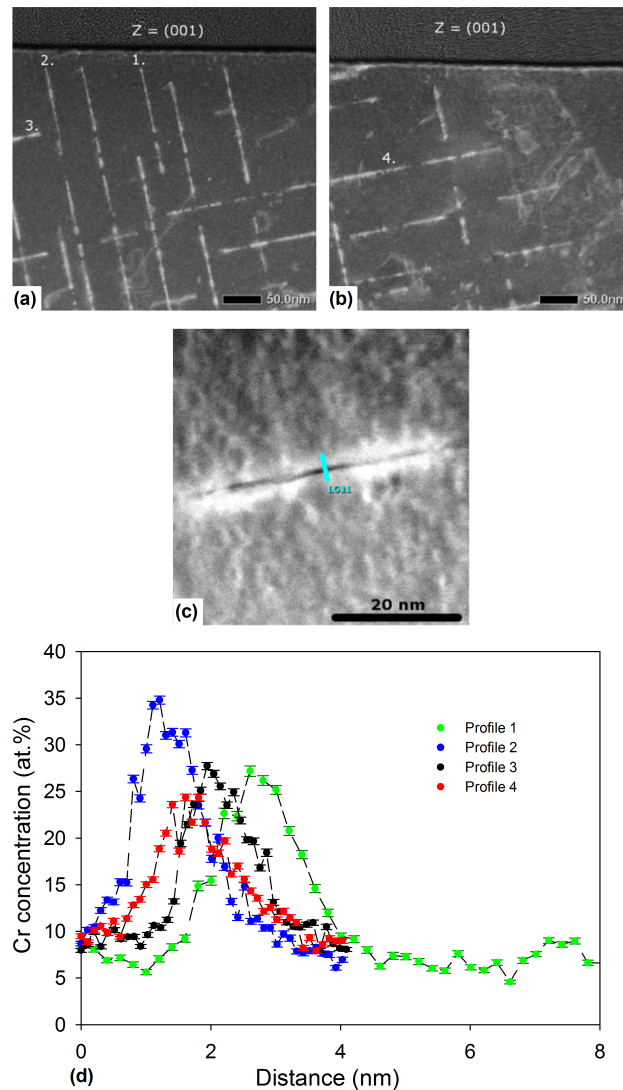 Z = (001)
2.
1.
3.
(a)
50.0nm
Z = (001)
4.
(b)
50.0nm
LG11
20 nm
(c)
40
35
30
25
20
15
10
5
0
Cr concentration (at.%)
Profile 1
Profile 2
Profile 3
Profile 4
0
2
4
6
8
(d)
Distance (nm)